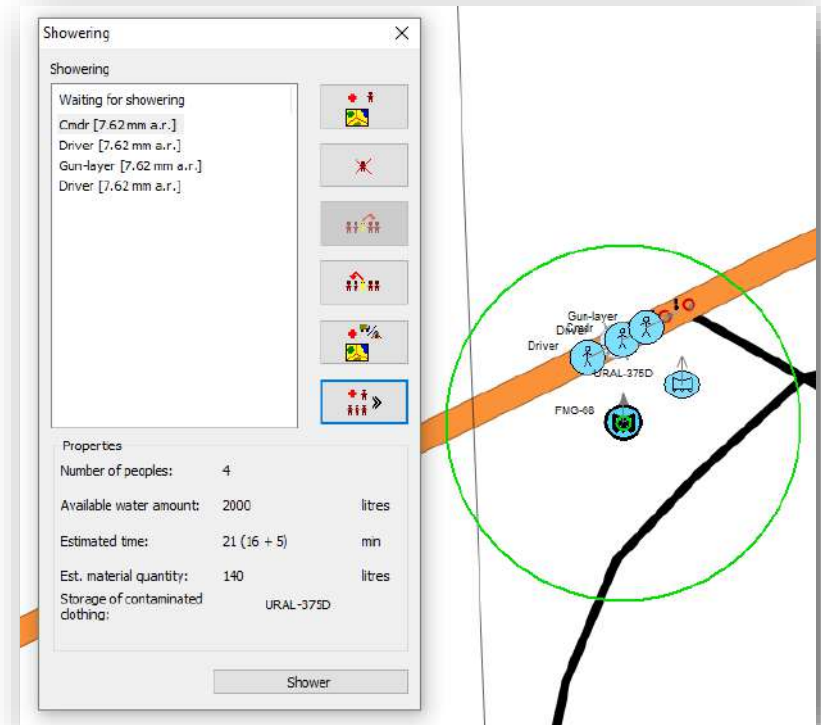 Showering
Showering
Waiting for showering
Cmdr [7.62 mm a.r.]
Driver [7.62 mm a.r.]
Gun-layer [7.62 mm a.r.]
Driver [7.62 mm a.r.]
Properties
Number of peoples: 4
Available water amount: 2000 litres
Estimated time: 21 (16 + 5) min
Est. material quantity: 140 litres
Storage of contaminated clothing: URAL-375D
Shower
Gun-layer
Driver
Cmdr
Driver
URAL-375D